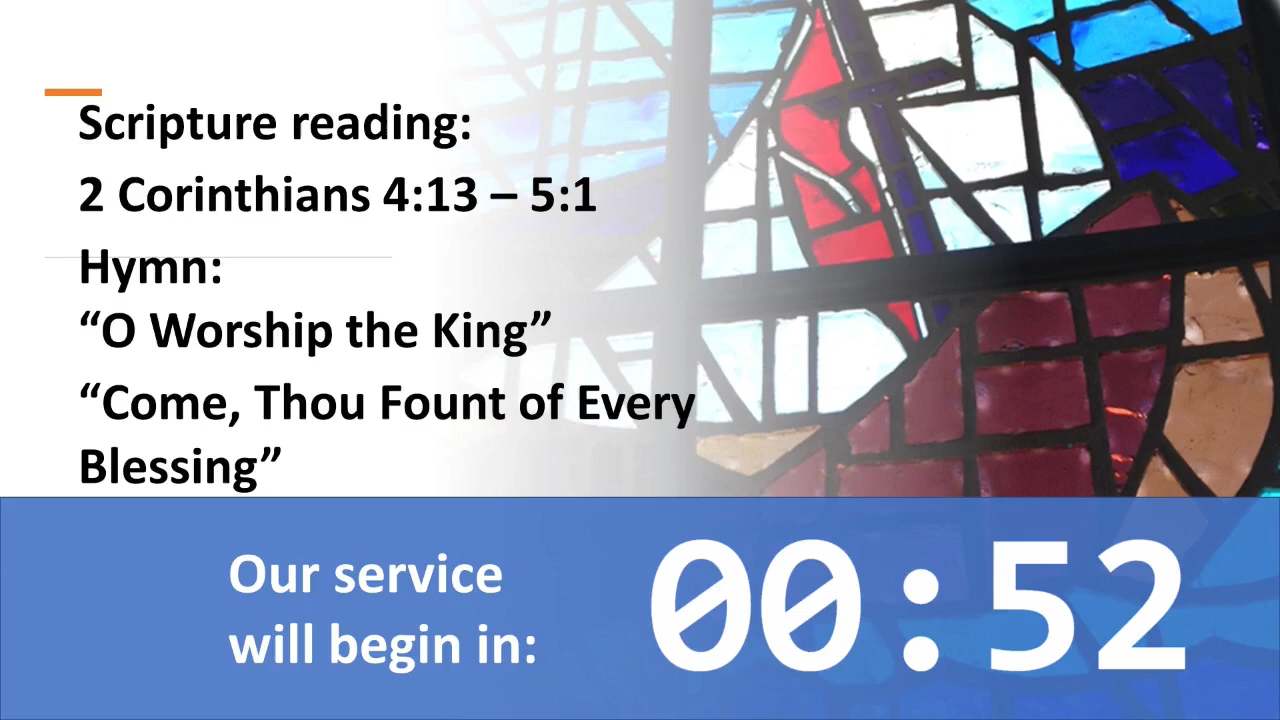 Scripture reading:
2 Corinthians 4:13 – 5:1
Hymn:
“O Worship the King”
“Come, Thou Fount of Every
Blessing”
Our service
will begin in:
00:52